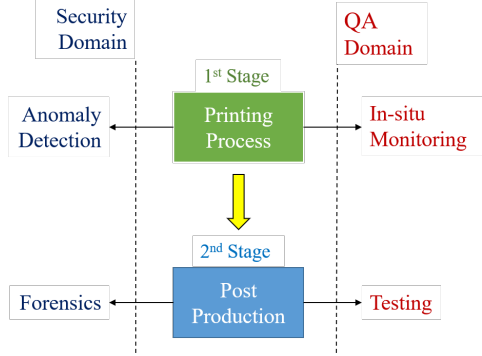 Security
Domain
QA
Domain
1st Stage
Anomaly
Detection
Printing
Process
In-situ
Monitoring
2nd Stage
Forensics
Post
Production
Testing